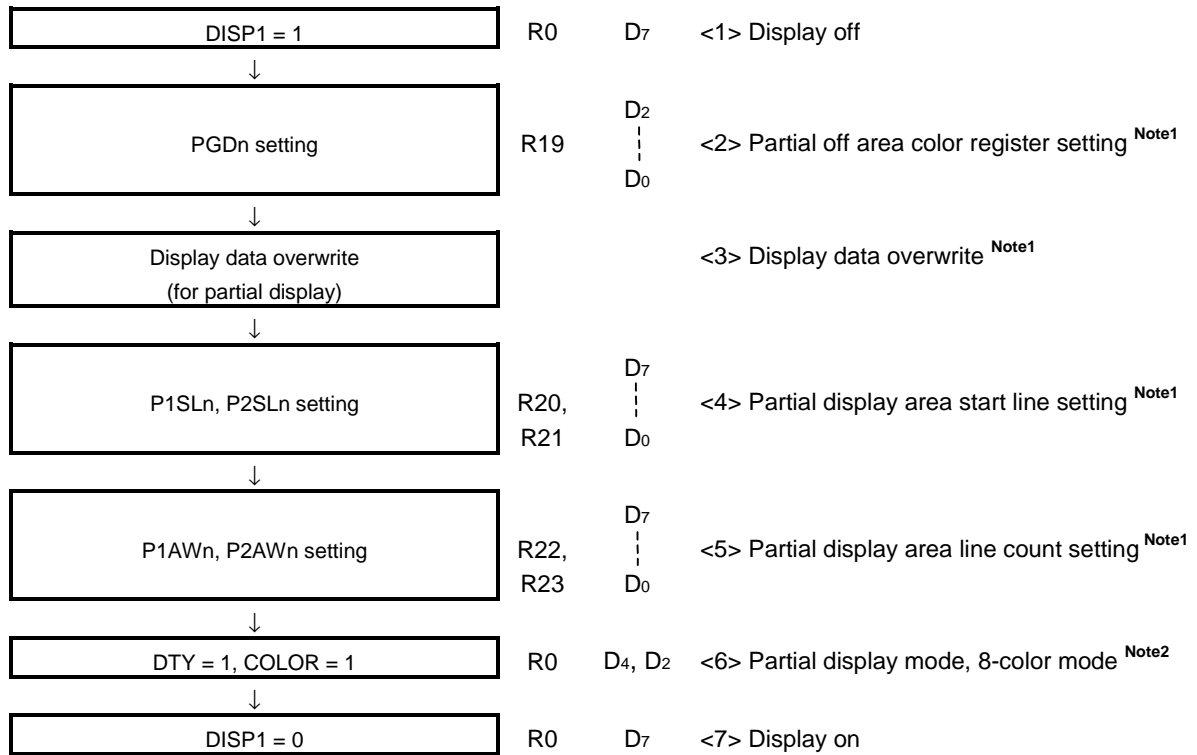 DISP1 = 1 R0 D7 <1> Display off
↓
D2
PGDn setting R19 <2> Partial off area color register setting Note1
D0
↓
Display data overwrite <3> Display data overwrite Note1
(for partial display)
↓
D7
P1SLn, P2SLn setting R20, <4> Partial display area start line setting Note1
R21 D0
↓
D7
P1AWn, P2AWn setting R22, <5> Partial display area line count setting Note1
R23 D0
↓
DTY = 1, COLOR = 1 R0 D4, D2 <6> Partial display mode, 8-color mode Note2
↓
DISP1 = 0 R0 D7 <7> Display on